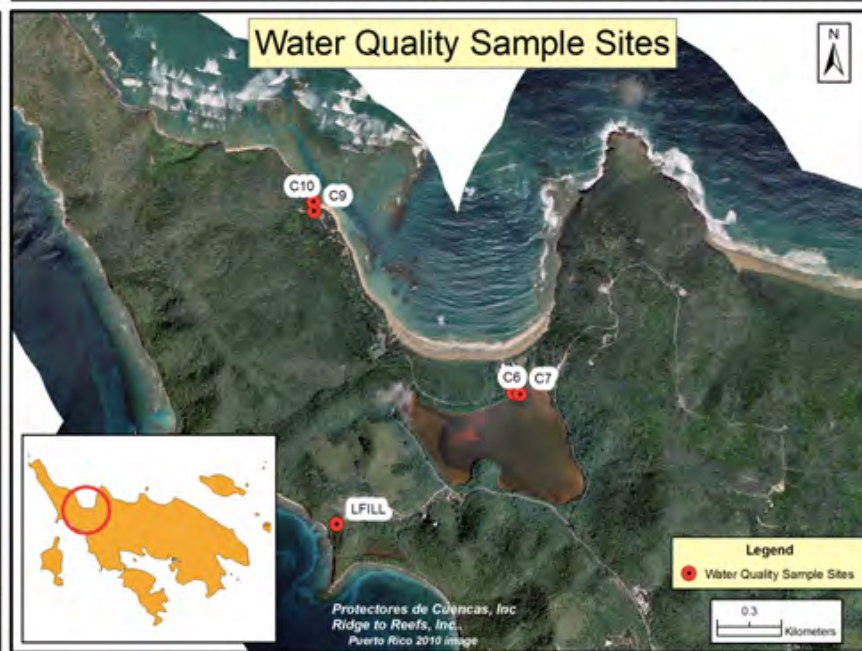 Water Quality Sample Sites
N
C10
C9
C6
C7
LFILL
Legend
Water Quality Sample Sites
Protectores de Cuencas, Inc
Ridge to Reefs, Inc.
Puerto Rico 2010 image
0.3
Kilometers